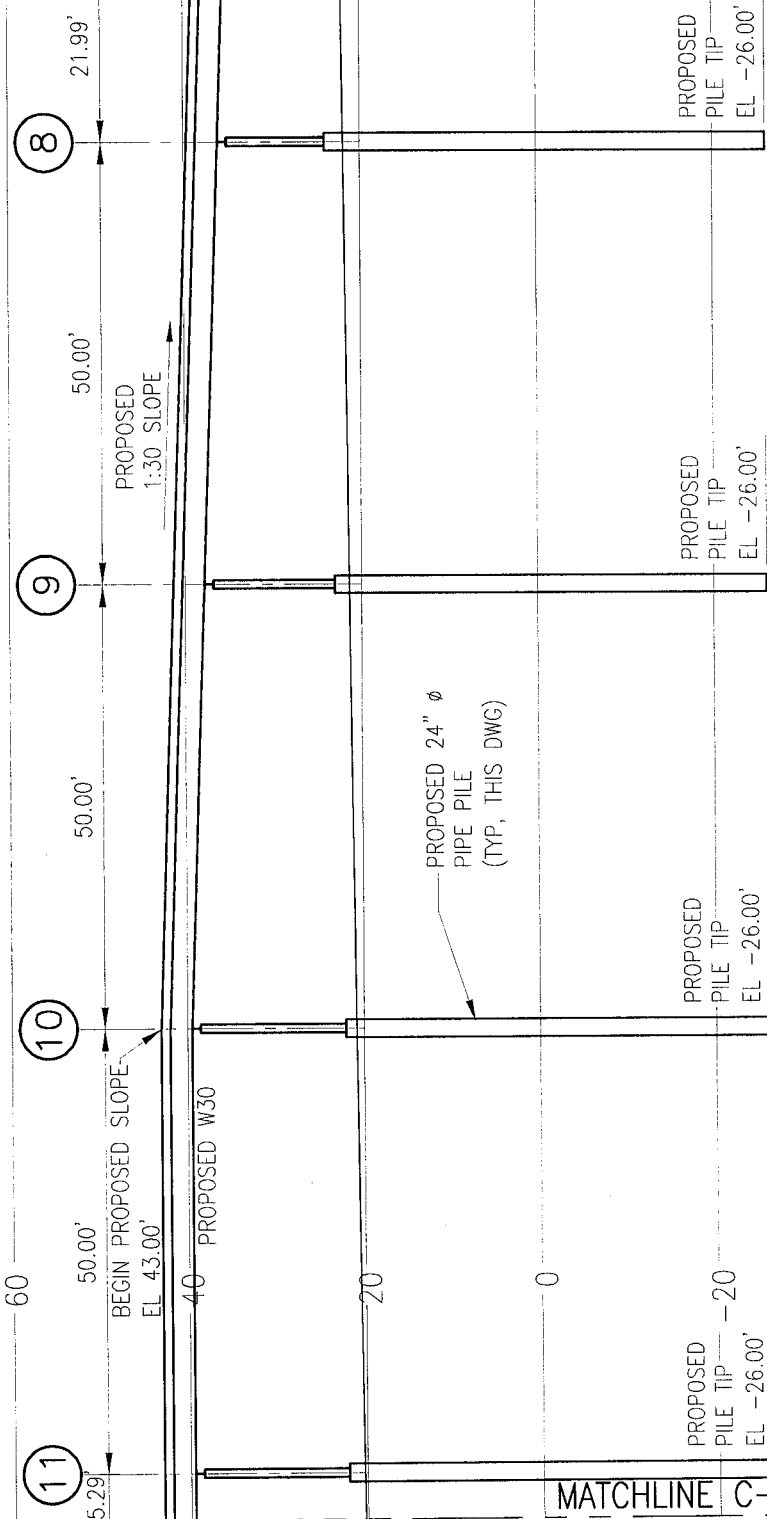 11
10
9
8
5.29'
50.00'
50.00'
50.00'
21.99'
60
BEGIN PROPOSED SLOPE
EL 43.00'
PROPOSED
1:30 SLOPE
40
PROPOSED W30
20
PROPOSED 24" ø
PIPE PILE
(TYP, THIS DWG)
0
-20
PROPOSED
PILE TIP
EL -26.00'
PROPOSED
PILE TIP
EL -26.00'
PROPOSED
PILE TIP
EL -26.00'
PROPOSED
PILE TIP
EL -26.00'
MATCHLINE C-